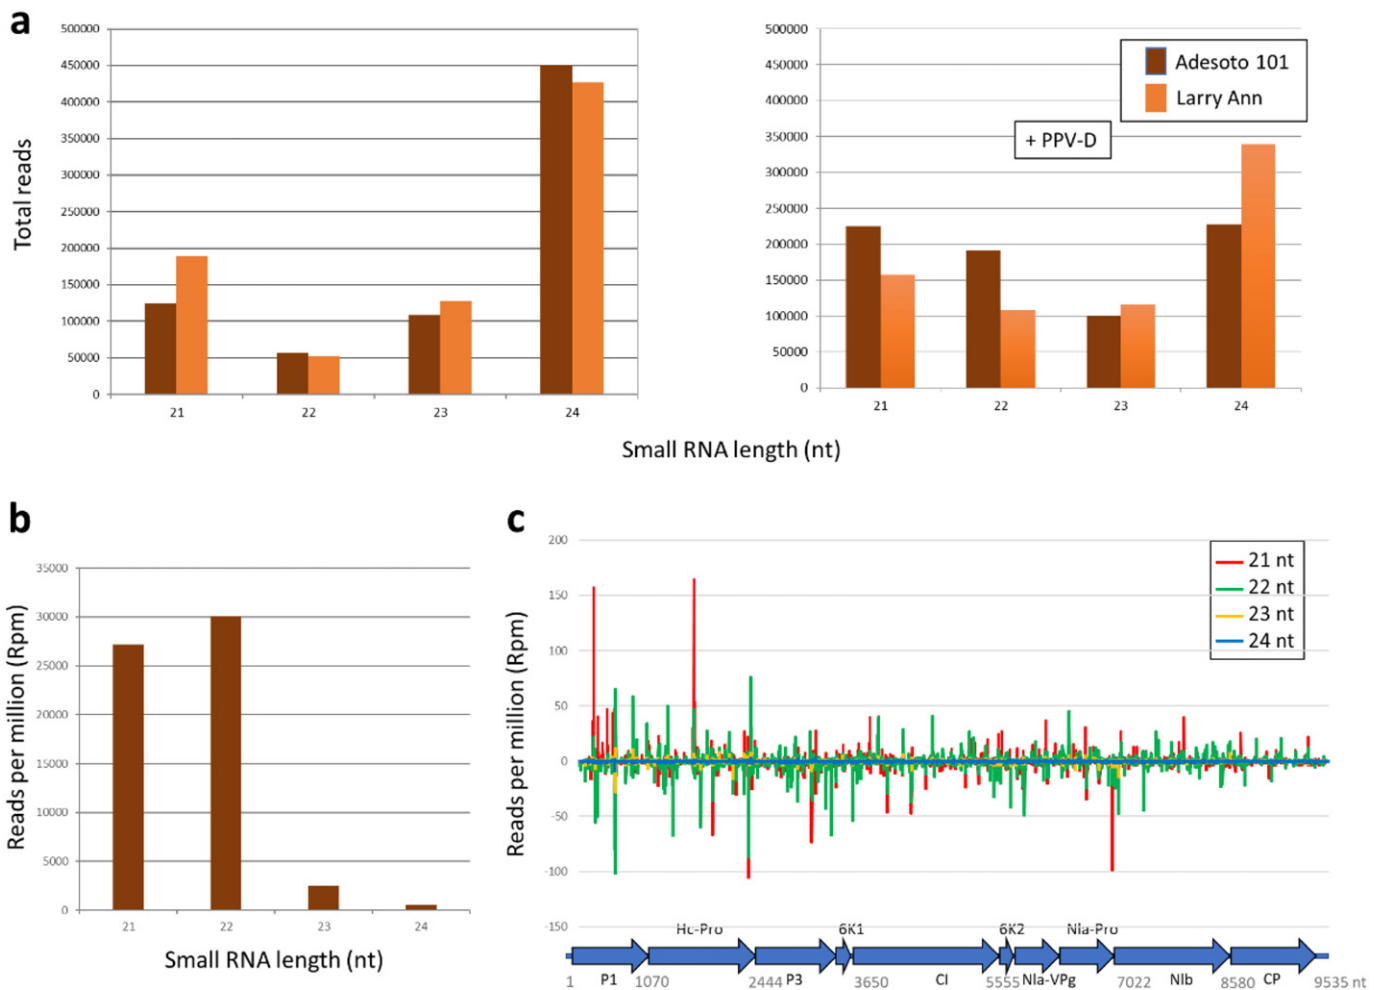 a
500000
450000
400000
350000
300000
250000
200000
150000
100000
50000
0
Total reads
21 22 23 24
500000
450000
400000
350000
300000
250000
200000
150000
100000
50000
0
Adesoto 101
Larry Ann
+ PPV-D
21 22 23 24
Small RNA length (nt)
b
35000
30000
25000
20000
15000
10000
5000
0
Reads per million (Rpm)
21 22 23 24
Small RNA length (nt)
c
200
150
100
50
0
-50
-100
-150
Reads per million (Rpm)
21 nt
22 nt
23 nt
24 nt
Hc-Pro 6K1 6K2 NIa-Pro
1 P1 1070 2444 P3 3650 CI 5555 NIa-VPg 7022 NIb 8580 CP 9535 nt